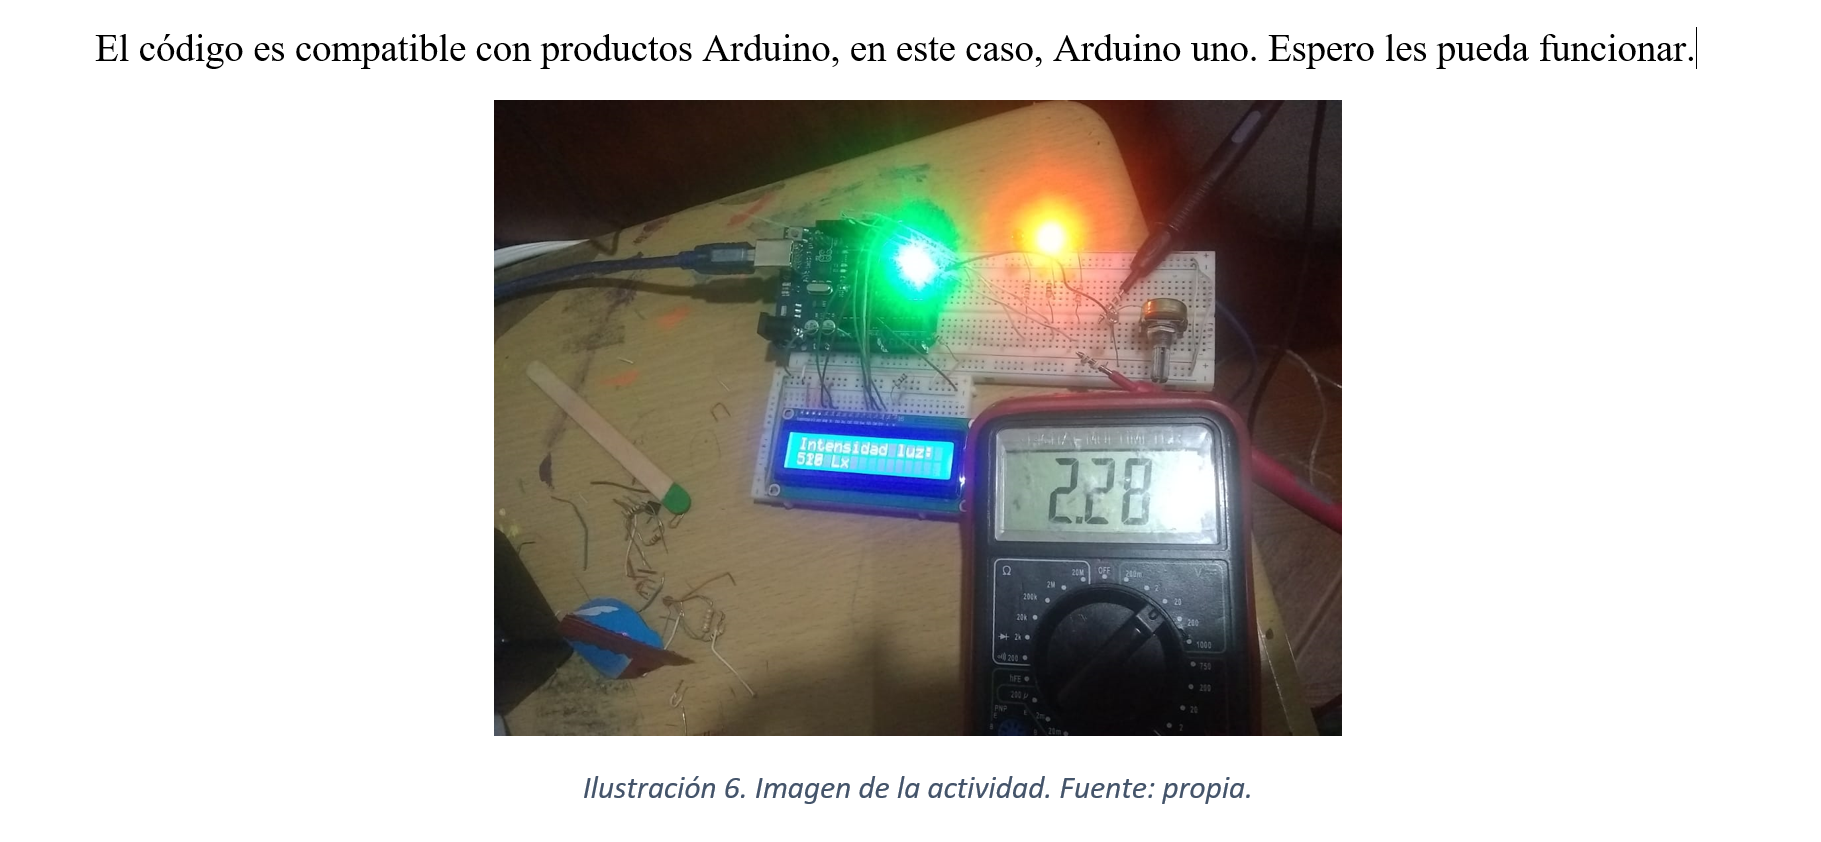 El código es compatible con productos Arduino, en este caso, Arduino uno. Espero les pueda funcionar.
Intensidad luz:
Lx
2.28
Ω
20M
OFF
200m
V
2M
2
200k
20
20k
200
2k
1000
200
750
hFE
200
200 µ
20
PNP
2m
E
2
20m
Ilustración 6. Imagen de la actividad. Fuente: propia.